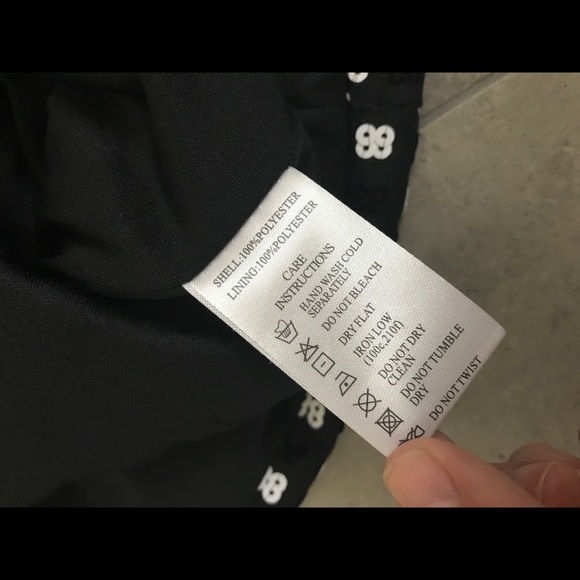 SHELL:100%POLYESTER
LINING:100%POLYESTER
CARE
INSTRUCTIONS
HAND WASH COLD
SEPARATELY
DO NOT BLEACH
DRY FLAT
IRON LOW
(100c,210f)
DO NOT DRY
CLEAN
DO NOT TUMBLE
DRY
DO NOT TWIST